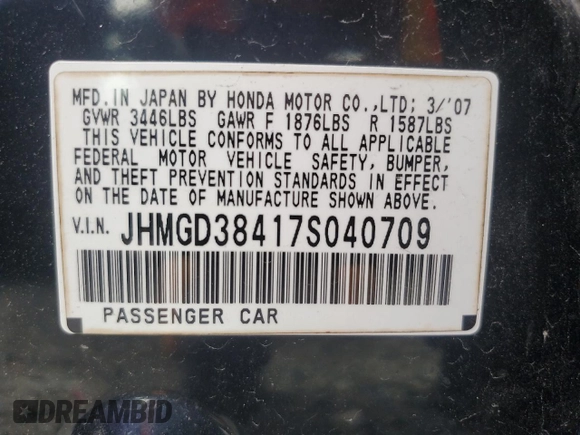 MFD. IN JAPAN BY HONDA MOTOR CO.,LTD; 3/'07
GVWR 3446LBS GAWR F 1876LBS R 1587LBS
THIS VEHICLE CONFORMS TO ALL APPLICABLE
FEDERAL MOTOR VEHICLE SAFETY, BUMPER,
AND THEFT PREVENTION STANDARDS IN EFFECT
ON THE DATE OF MANUFACTURE SHOWN ABOVE.
V.I.N. JHMGD38417S040709
PASSENGER CAR
DREAMBID